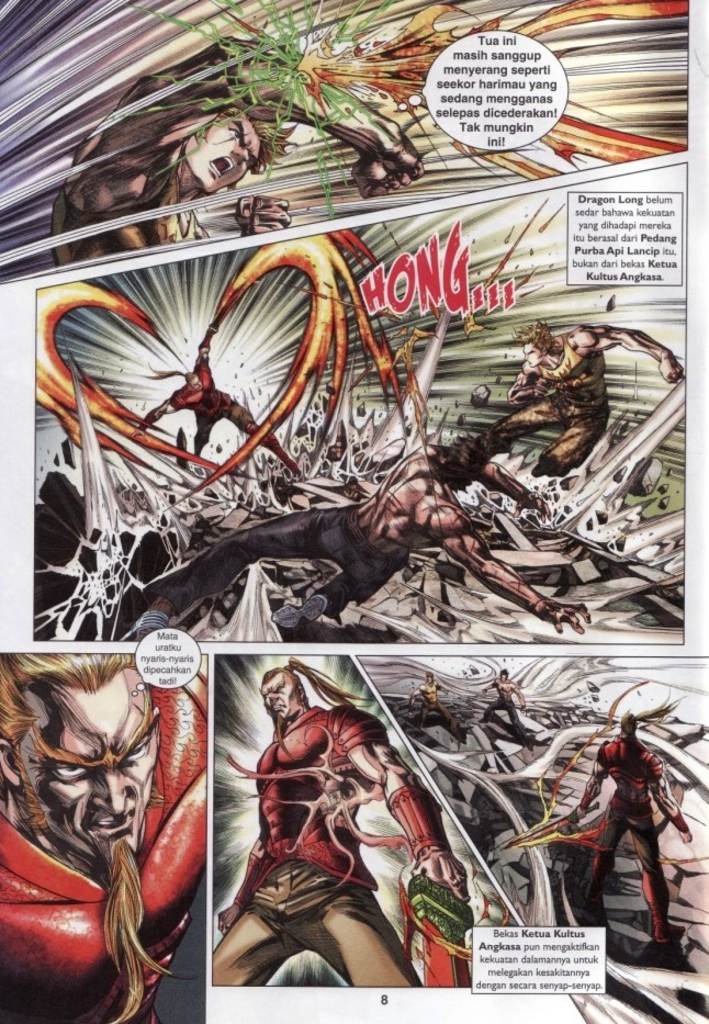 Tua ini
masih sanggup
menyerang seperti
seekor harimau yang
sedang mengganas
selepas dicederakan!
Tak mungkin
ini!
Dragon Long belum
sedar bahawa kekuatan
yang dihadapi mereka
itu berasal dari Pedang
Purba Api Lancip itu,
bukan dari bekas Ketua
Kultus Angkasa.
HONG...
Mata
uratku
nyaris-nyaris
dipecahkan
tadi!
Bekas Ketua Kultus
Angkasa pun mengaktifkan
kekuatan dalamannya untuk
melegakan kesakitannya
dengan secara senyap-senyap.
8